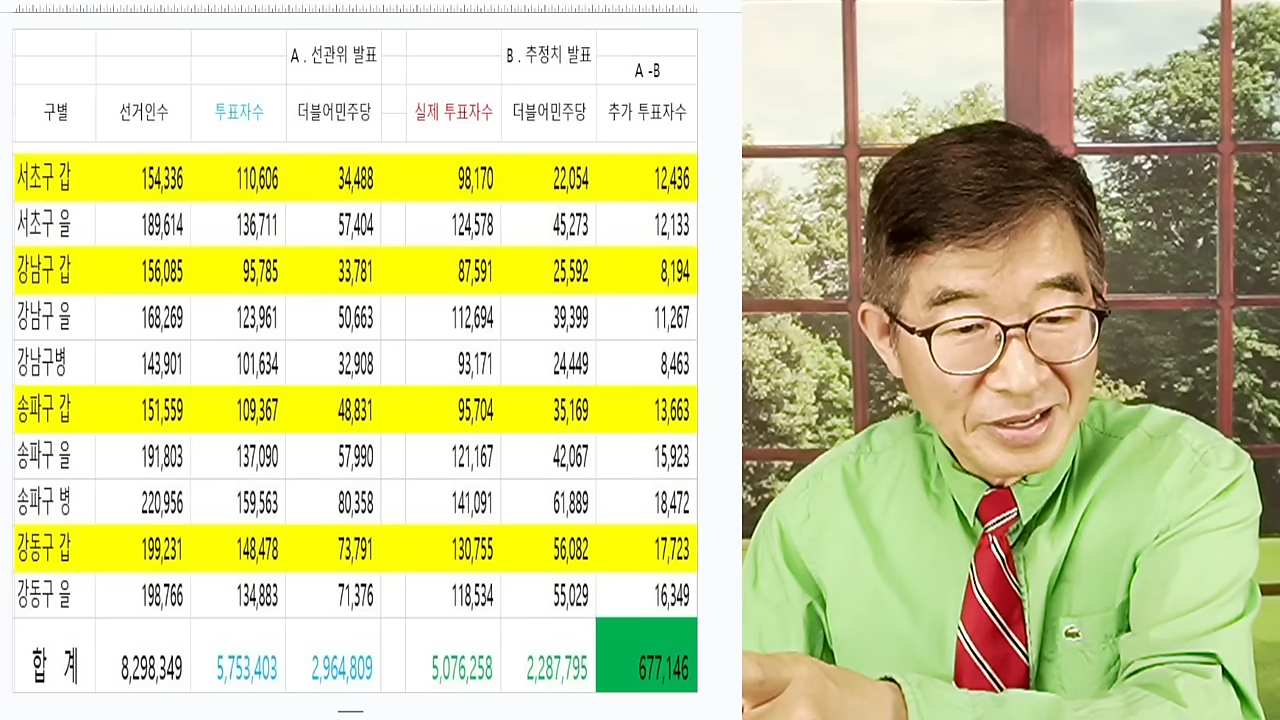 A . 선관위 발표 B . 추정치 발표
A -B
구별 선거인수 투표자수 더불어민주당 실제 투표자수 더불어민주당 추가 투표자수
서초구 갑 154,336 110,606 34,488 98,170 22,054 12,436
서초구 을 189,614 136,711 57,404 124,578 45,273 12,133
강남구 갑 156,085 95,785 33,781 87,591 25,592 8,194
강남구 을 168,269 123,961 50,663 112,694 39,399 11,267
강남구병 143,901 101,634 32,908 93,171 24,449 8,463
송파구 갑 151,559 109,367 48,831 95,704 35,169 13,663
송파구 을 191,803 137,090 57,990 121,167 42,067 15,923
송파구 병 220,956 159,563 80,358 141,091 61,889 18,472
강동구 갑 199,231 148,478 73,791 130,755 56,082 17,723
강동구 을 198,766 134,883 71,376 118,534 55,029 16,349
합 계 8,298,349 5,753,403 2,964,809 5,076,258 2,287,795 677,146